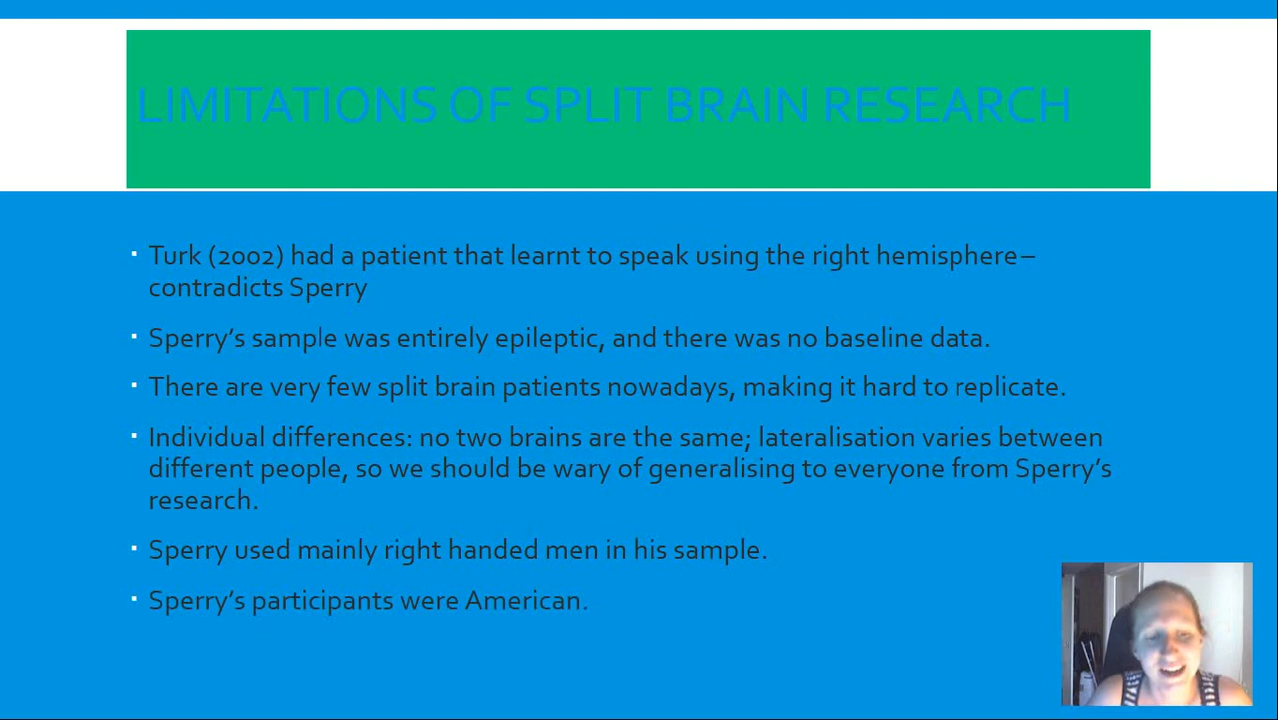 LIMITATIONS OF SPLIT BRAIN RESEARCH
▪ Turk (2002) had a patient that learnt to speak using the right hemisphere–
contradicts Sperry
▪ Sperry’s sample was entirely epileptic, and there was no baseline data.
▪ There are very few split brain patients nowadays, making it hard to replicate.
▪ Individual differences: no two brains are the same; lateralisation varies between
different people, so we should be wary of generalising to everyone from Sperry’s
research.
▪ Sperry used mainly right handed men in his sample.
▪ Sperry’s participants were American.